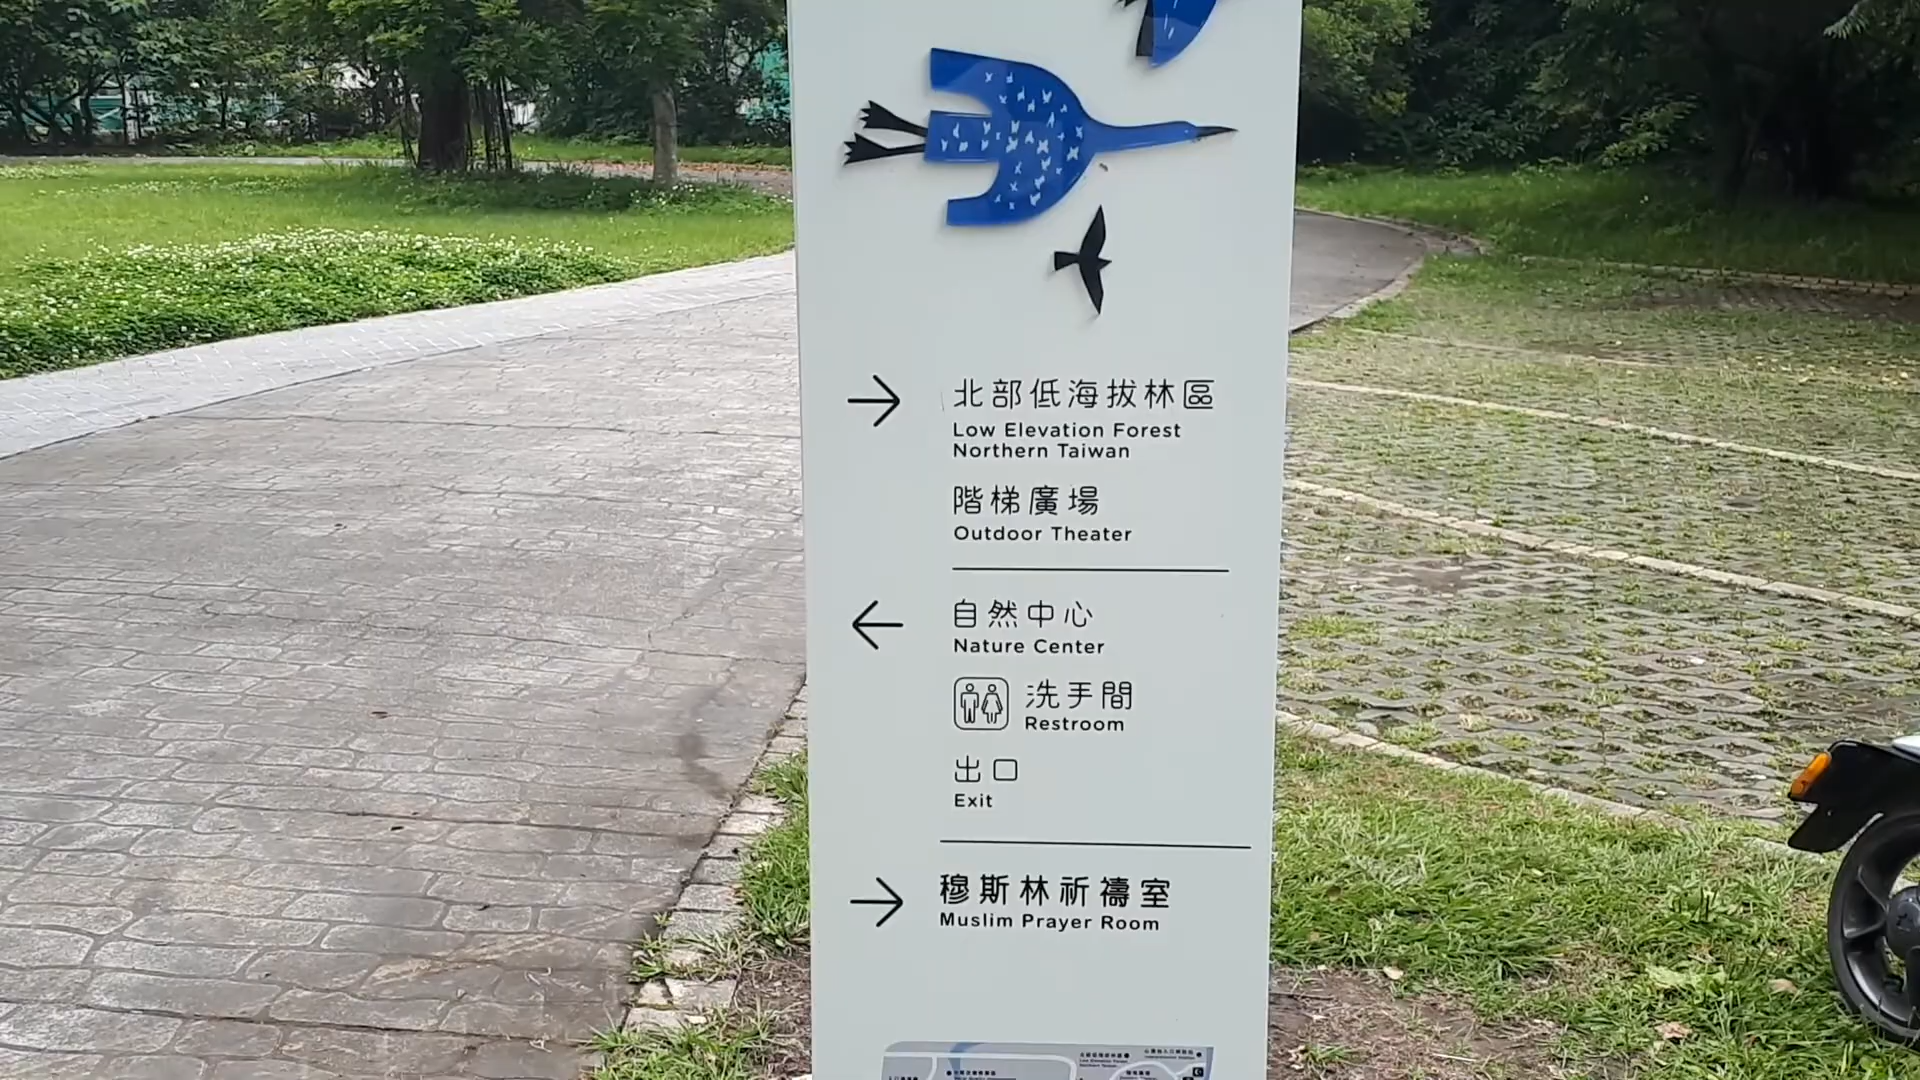 北部低海拔林區
Low Elevation Forest
Northern Taiwan
階梯廣場
Outdoor Theater
自然中心
Nature Center
洗手間
Restroom
出口
Exit
穆斯林祈禱室
Muslim Prayer Room